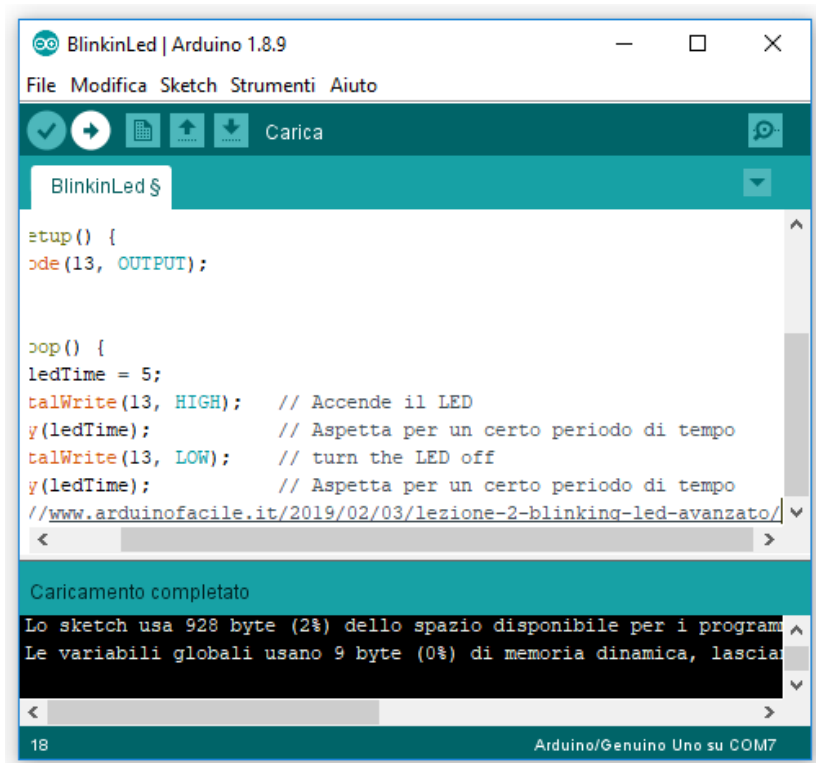 BlinkinLed | Arduino 1.8.9
File Modifica Sketch Strumenti Aiuto
Carica
BlinkinLed §
etup() {
ode(13, OUTPUT);
oop() {
ledTime = 5;
talWrite(13, HIGH); // Accende il LED
y(ledTime); // Aspetta per un certo periodo di tempo
talWrite(13, LOW); // turn the LED off
y(ledTime); // Aspetta per un certo periodo di tempo
//www.arduinofacile.it/2019/02/03/lezione-2-blinking-led-avanzato/
Caricamento completato
Lo sketch usa 928 byte (2%) dello spazio disponibile per i programm
Le variabili globali usano 9 byte (0%) di memoria dinamica, lascian
18 Arduino/Genuino Uno su COM7